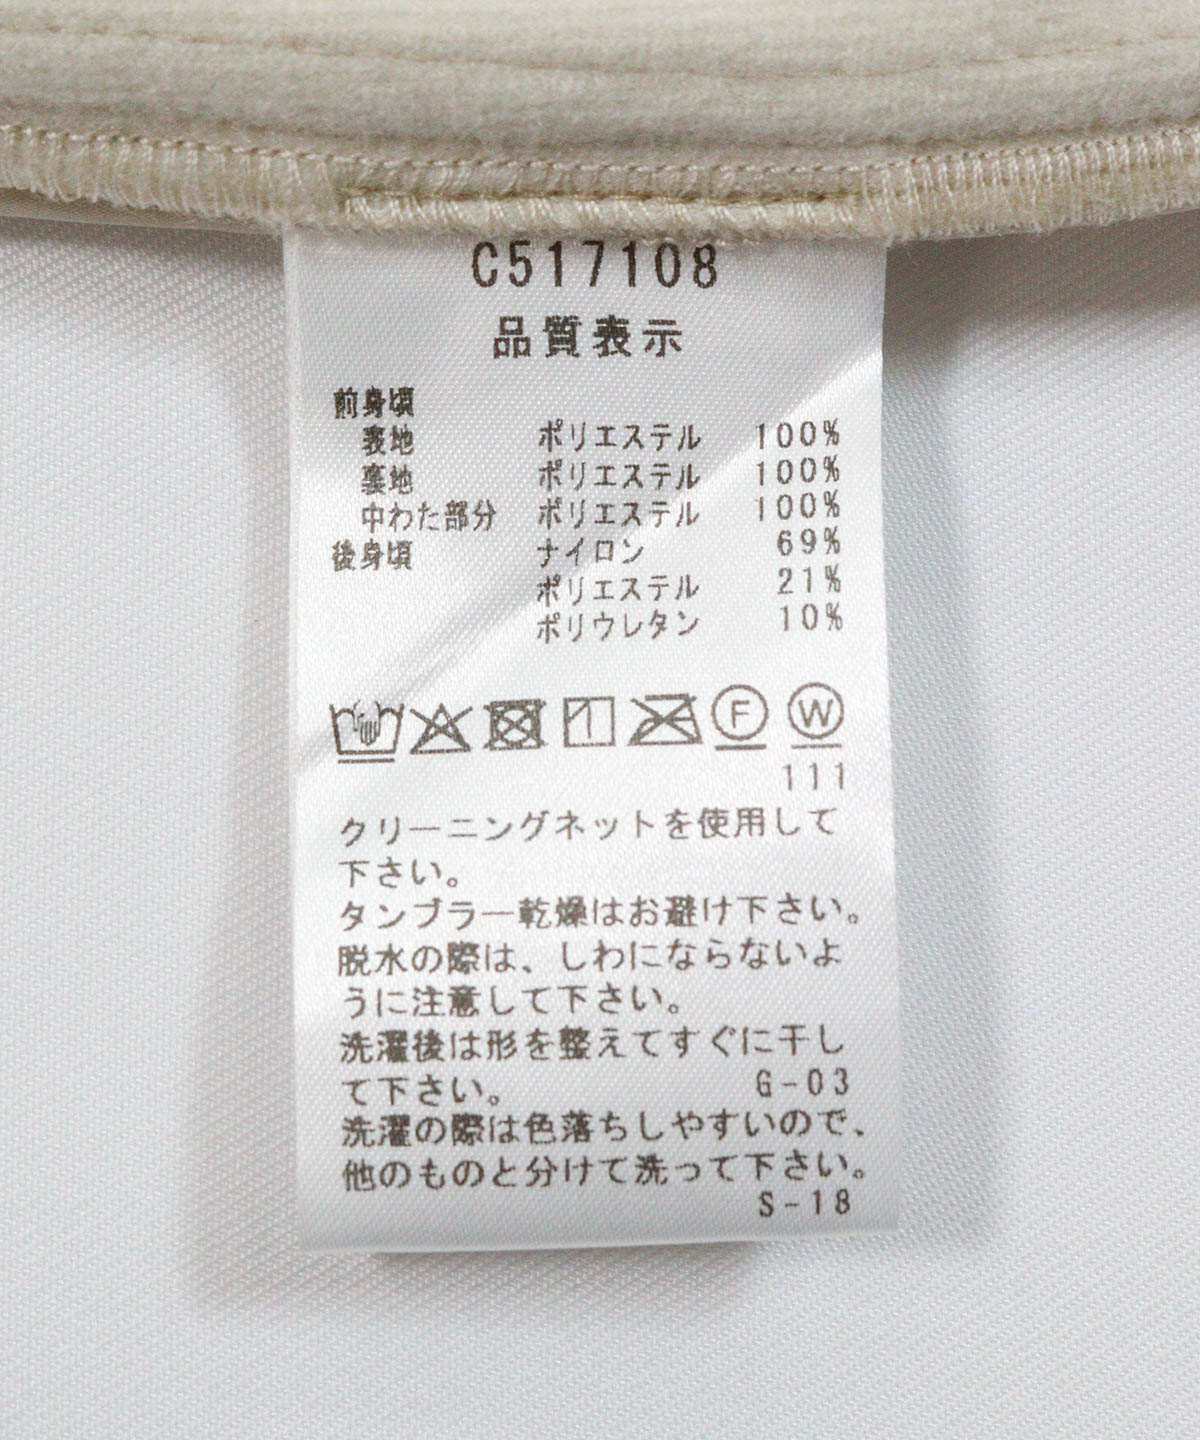 C517108
品質表示
前身頃
表地 ポリエステル 100%
裏地 ポリエステル 100%
中わた部分 ポリエステル 100%
後身頃 ナイロン 69%
ポリエステル 21%
ポリウレタン 10%
1 F W
111
クリーニングネットを使用して
下さい。
タンブラー乾燥はお避け下さい。
脱水の際は、しわにならないよ
うに注意して下さい。
洗濯後は形を整えてすぐに干し
て下さい。 G-03
洗濯の際は色落ちしやすいので、
他のものと分けて洗って下さい。
S-18